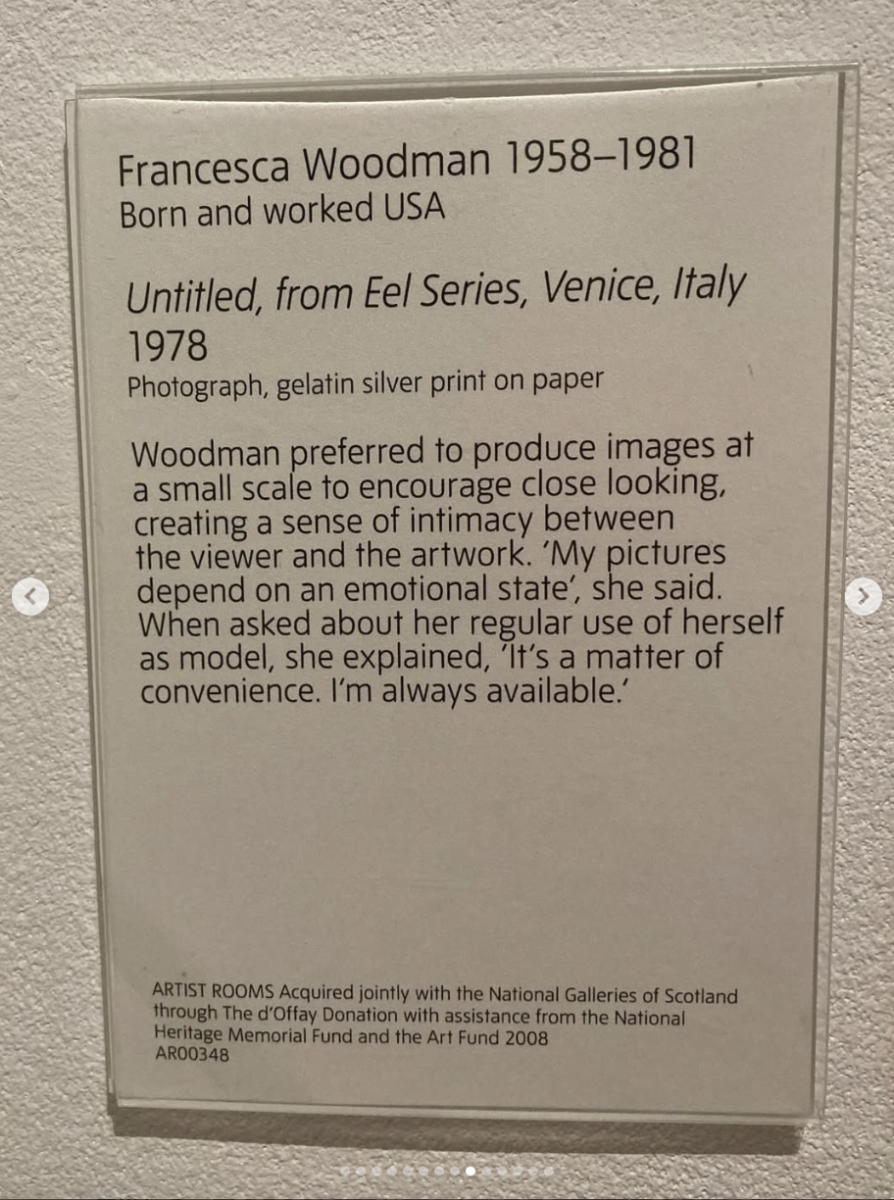 Francesca Woodman 1958–1981
Born and worked USA
Untitled, from Eel Series, Venice, Italy
1978
Photograph, gelatin silver print on paper
Woodman preferred to produce images at
a small scale to encourage close looking,
creating a sense of intimacy between
the viewer and the artwork. ‘My pictures
depend on an emotional state’, she said.
When asked about her regular use of herself
as model, she explained, ‘It’s a matter of
convenience. I’m always available.’
ARTIST ROOMS Acquired jointly with the National Galleries of Scotland
through The d’Offay Donation with assistance from the National
Heritage Memorial Fund and the Art Fund 2008
AR00348